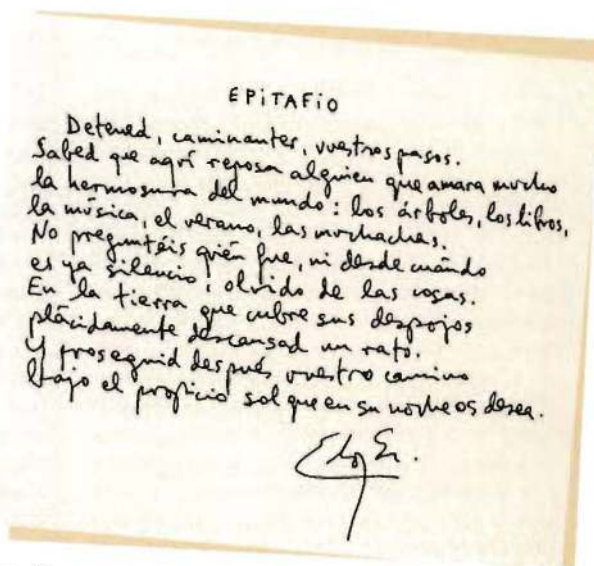 EPiTAFiO
Detened, caminantes, vuestros pasos.
Sabed que aquí reposa alguien que amara mucho
la hermosura del mundo: los árboles, los libros,
la música, el verano, las muchachas.
No preguntéis quién fue, ni desde cuándo
es ya silencio, olvido de las cosas.
En la tierra que cubre sus despojos
plácidamente descansad un rato.
Y proseguid después vuestro camino
bajo el propicio sol que en su noche os desea.